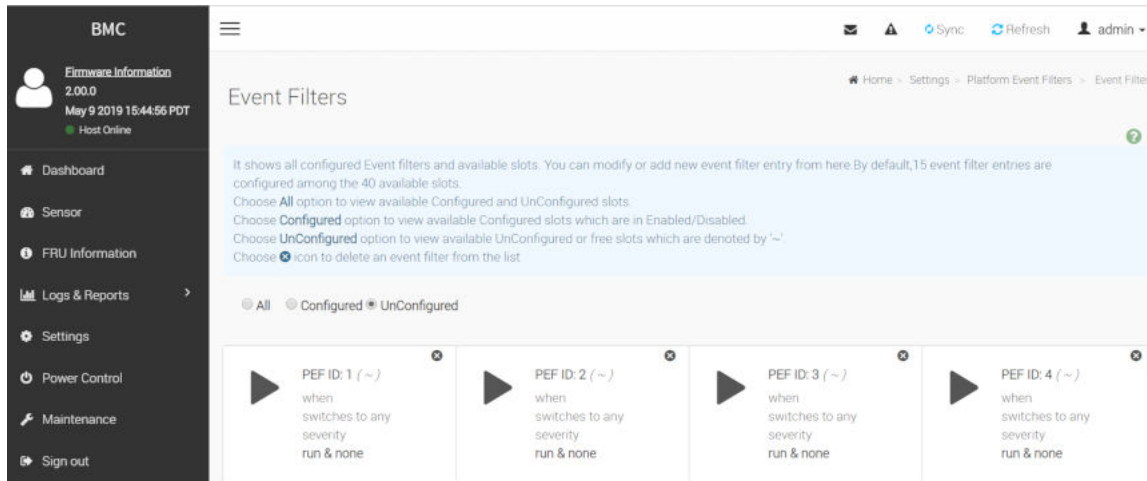 BMC
Firmware Information
2.00.0
May 9 2019 15:44:56 PDT
Host Online
Dashboard
Sensor
FRU Information
Logs & Reports
Settings
Power Control
Maintenance
Sign out
Sync Refresh admin
Home > Settings > Platform Event Filters > Event Filte
Event Filters
It shows all configured Event filters and available slots. You can modify or add new event filter entry from here By default,15 event filter entries are
configured among the 40 available slots.
Choose All option to view available Configured and UnConfigured slots.
Choose Configured option to view available Configured slots which are in Enabled/Disabled.
Choose UnConfigured option to view available UnConfigured or free slots which are denoted by '~'.
Choose icon to delete an event filter from the list
All Configured UnConfigured
PEF ID: 1 (~)
when
switches to any
severity
run & none
PEF ID: 2 (~)
when
switches to any
severity
run & none
PEF ID: 3 (~)
when
switches to any
severity
run & none
PEF ID: 4 (~)
when
switches to any
severity
run & none